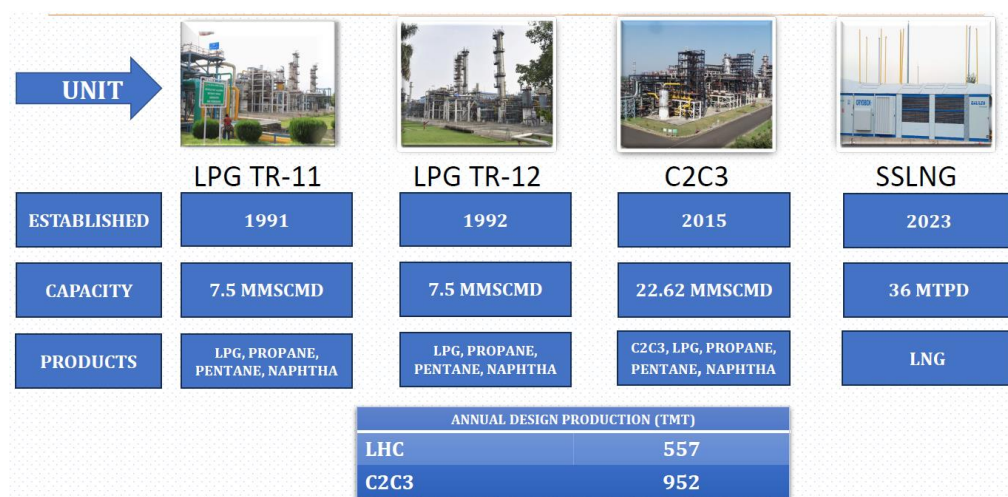 UNIT
LPG TR-11
LPG TR-12
C2C3
SSLNG
ESTABLISHED
1991
1992
2015
2023
CAPACITY
7.5 MMSCMD
7.5 MMSCMD
22.62 MMSCMD
36 MTPD
PRODUCTS
LPG, PROPANE,
PENTANE, NAPHTHA
LPG, PROPANE,
PENTANE, NAPHTHA
C2C3, LPG, PROPANE,
PENTANE, NAPHTHA
LNG
ANNUAL DESIGN PRODUCTION (TMT)
LHC 557
C2C3 952